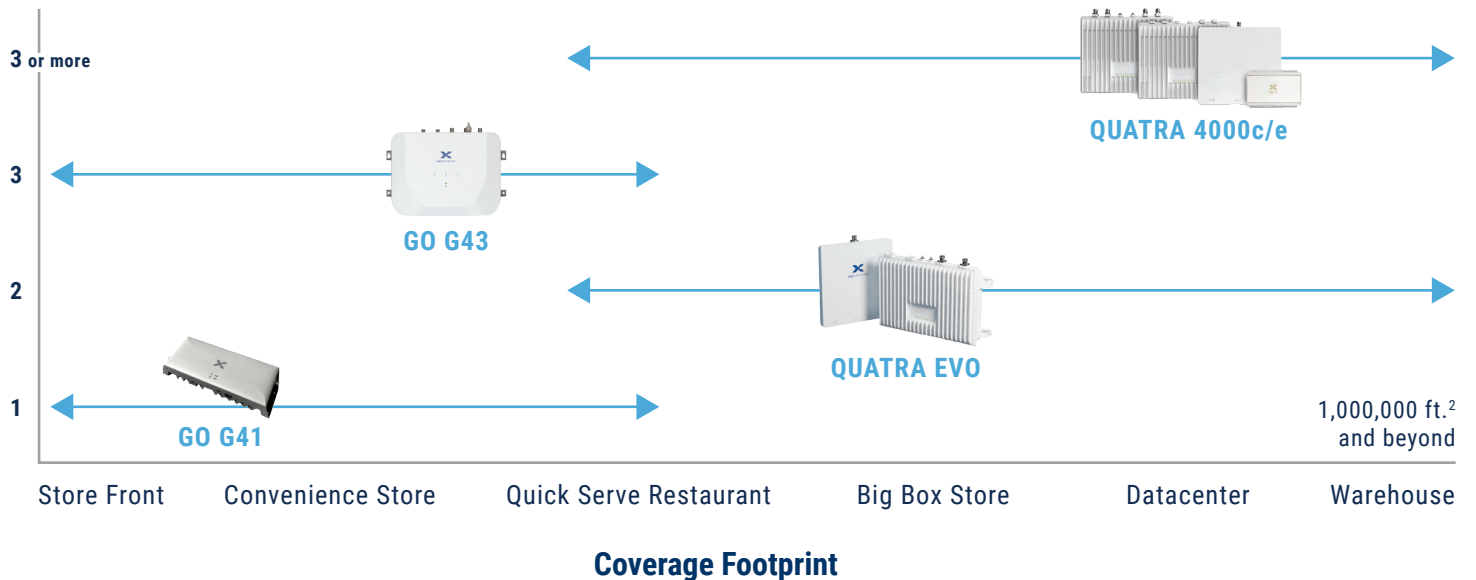 3 or more
QUATRA 4000c/e
3
GO G43
2
QUATRA EVO
1
GO G41
1,000,000 ft.²
and beyond
Store Front Convenience Store Quick Serve Restaurant Big Box Store Datacenter Warehouse
Coverage Footprint